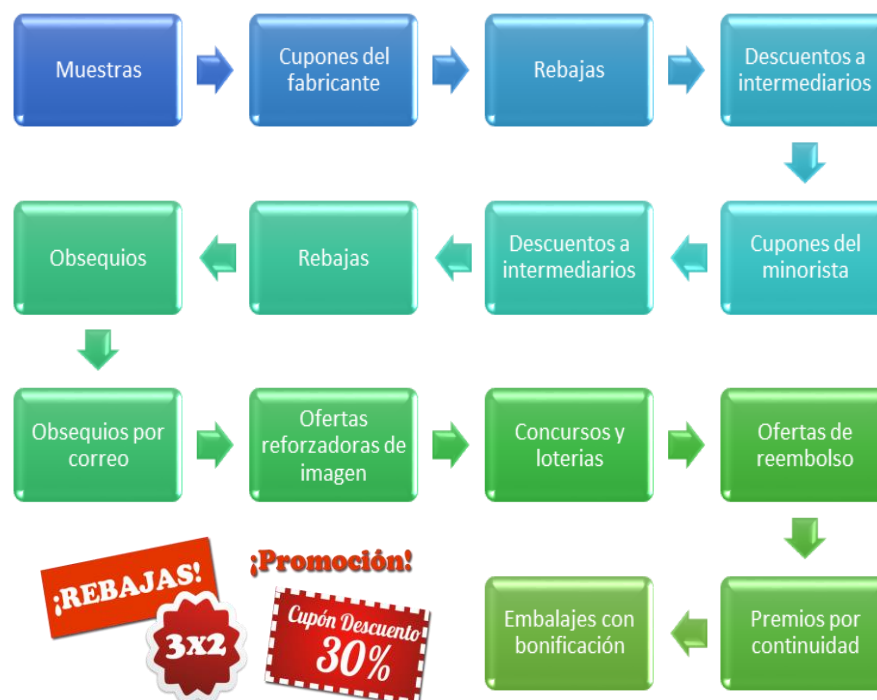 Muestras
Cupones del
fabricante
Rebajas
Descuentos a
intermediarios
Cupones del
minorista
Descuentos a
intermediarios
Rebajas
Obsequios
Obsequios por
correo
Ofertas
reforzadoras de
imagen
Concursos y
loterias
Ofertas de
reembolso
Premios por
continuidad
Embalajes con
bonificación
¡REBAJAS!
3x2
¡Promoción!
Cupón Descuento
30%